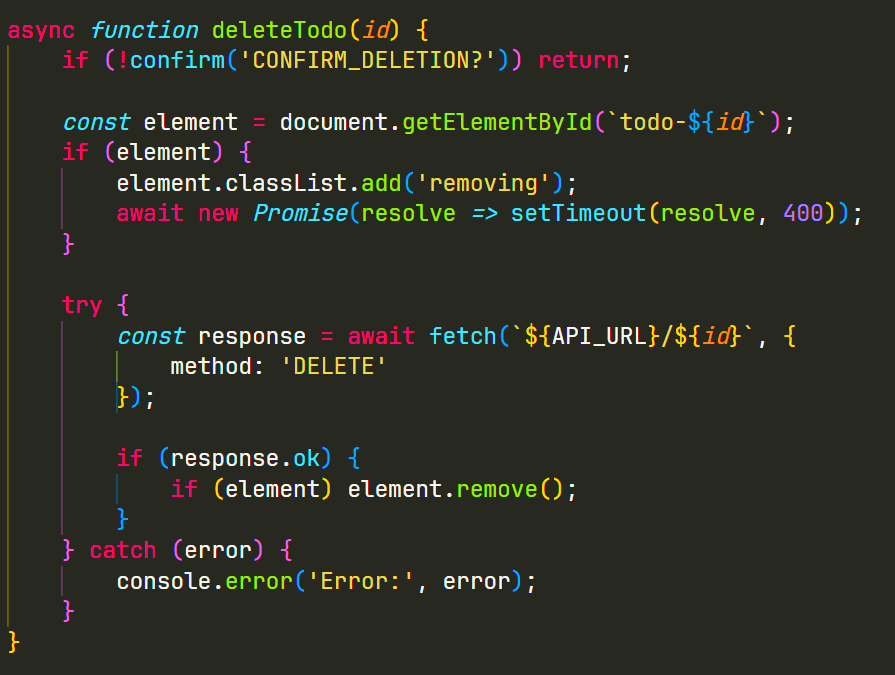 async function deleteTodo(id) {
    if (!confirm('CONFIRM_DELETION?')) return;

    const element = document.getElementById(`todo-${id}`);
    if (element) {
        element.classList.add('removing');
        await new Promise(resolve => setTimeout(resolve, 400));
    }

    try {
        const response = await fetch(`${API_URL}/${id}`, {
            method: 'DELETE'
        });

        if (response.ok) {
            if (element) element.remove();
        }
    } catch (error) {
        console.error('Error:', error);
    }
}